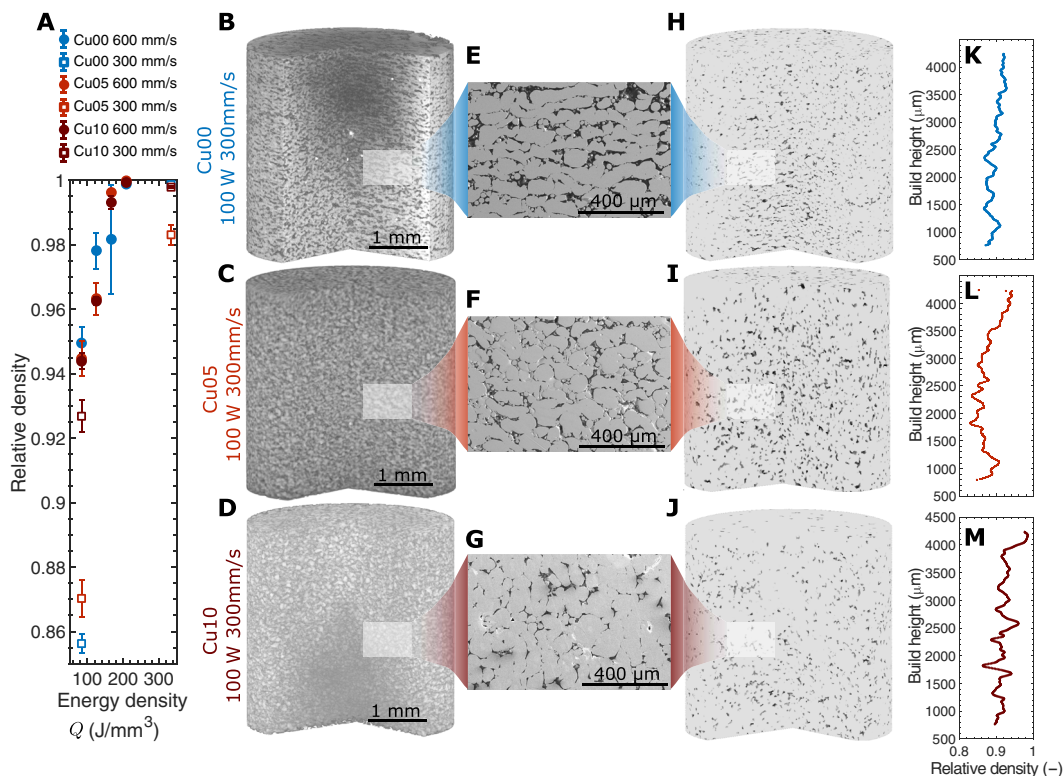 A
Cu00 600 mm/s
Cu00 300 mm/s
Cu05 600 mm/s
Cu05 300 mm/s
Cu10 600 mm/s
Cu10 300 mm/s
1
0.98
0.96
0.94
0.92
0.9
0.88
0.86
Relative density
100 200 300
Energy density
Q (J/mm³)
B
Cu00
100 W 300mm/s
1 mm
E
400 µm
H
K
4000
3500
3000
2500
2000
1500
1000
500
Build height (µm)
C
Cu05
100 W 300mm/s
1 mm
F
400 µm
I
L
4000
3500
3000
2500
2000
1500
1000
500
Build height (µm)
D
Cu10
100 W 300mm/s
1 mm
G
400 µm
J
M
4500
4000
3500
3000
2500
2000
1500
1000
500
Build height (µm)
0.8 0.9 1
Relative density (−)